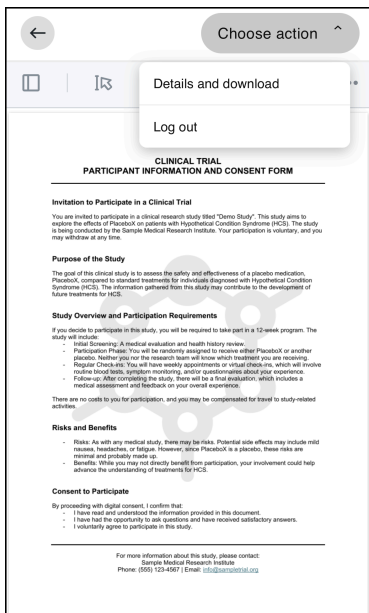 Choose action
Details and download
Log out
CLINICAL TRIAL
PARTICIPANT INFORMATION AND CONSENT FORM
Invitation to Participate in a Clinical Trial
You are invited to participate in a clinical research study titled "Demo Study". This study aims to
explore the effects of PlaceboX on patients with Hypothetical Condition Syndrome (HCS). The study
is being conducted by the Sample Medical Research Institute. Your participation is voluntary, and you
may withdraw at any time.
Purpose of the Study
The goal of this clinical study is to assess the safety and effectiveness of a placebo medication,
PlaceboX, compared to standard treatments for individuals diagnosed with Hypothetical Condition
Syndrome (HCS). The information gathered from this study may contribute to the development of
future treatments for HCS.
Study Overview and Participation Requirements
If you decide to participate in this study, you will be required to take part in a 12-week program. The
study will include:
- Initial Screening: A medical evaluation and health history review.
- Participation Phase: You will be randomly assigned to receive either PlaceboX or another
placebo. Neither you nor the research team will know which treatment you are receiving.
- Regular Check-ins: You will have weekly appointments or virtual check-ins, which will involve
routine blood tests, symptom monitoring, and/or questionnaires about your experience.
- Follow-up: After completing the study, there will be a final evaluation, which includes a
medical assessment and feedback on your overall experience.
There are no costs to you for participation, and you may be compensated for travel to study-related
activities.
Risks and Benefits
- Risks: As with any medical study, there may be risks. Potential side effects may include mild
nausea, headaches, or fatigue. However, since PlaceboX is a placebo, these risks are
minimal and probably made up.
- Benefits: While you may not directly benefit from participation, your involvement could help
advance the understanding of treatments for HCS.
Consent to Participate
By proceeding with digital consent, I confirm that:
- I have read and understood the information provided in this document.
- I have had the opportunity to ask questions and have received satisfactory answers.
- I voluntarily agree to participate in this study.
For more information about this study, please contact:
Sample Medical Research Institute
Phone: (555) 123-4567 | Email: info@sampletrial.org